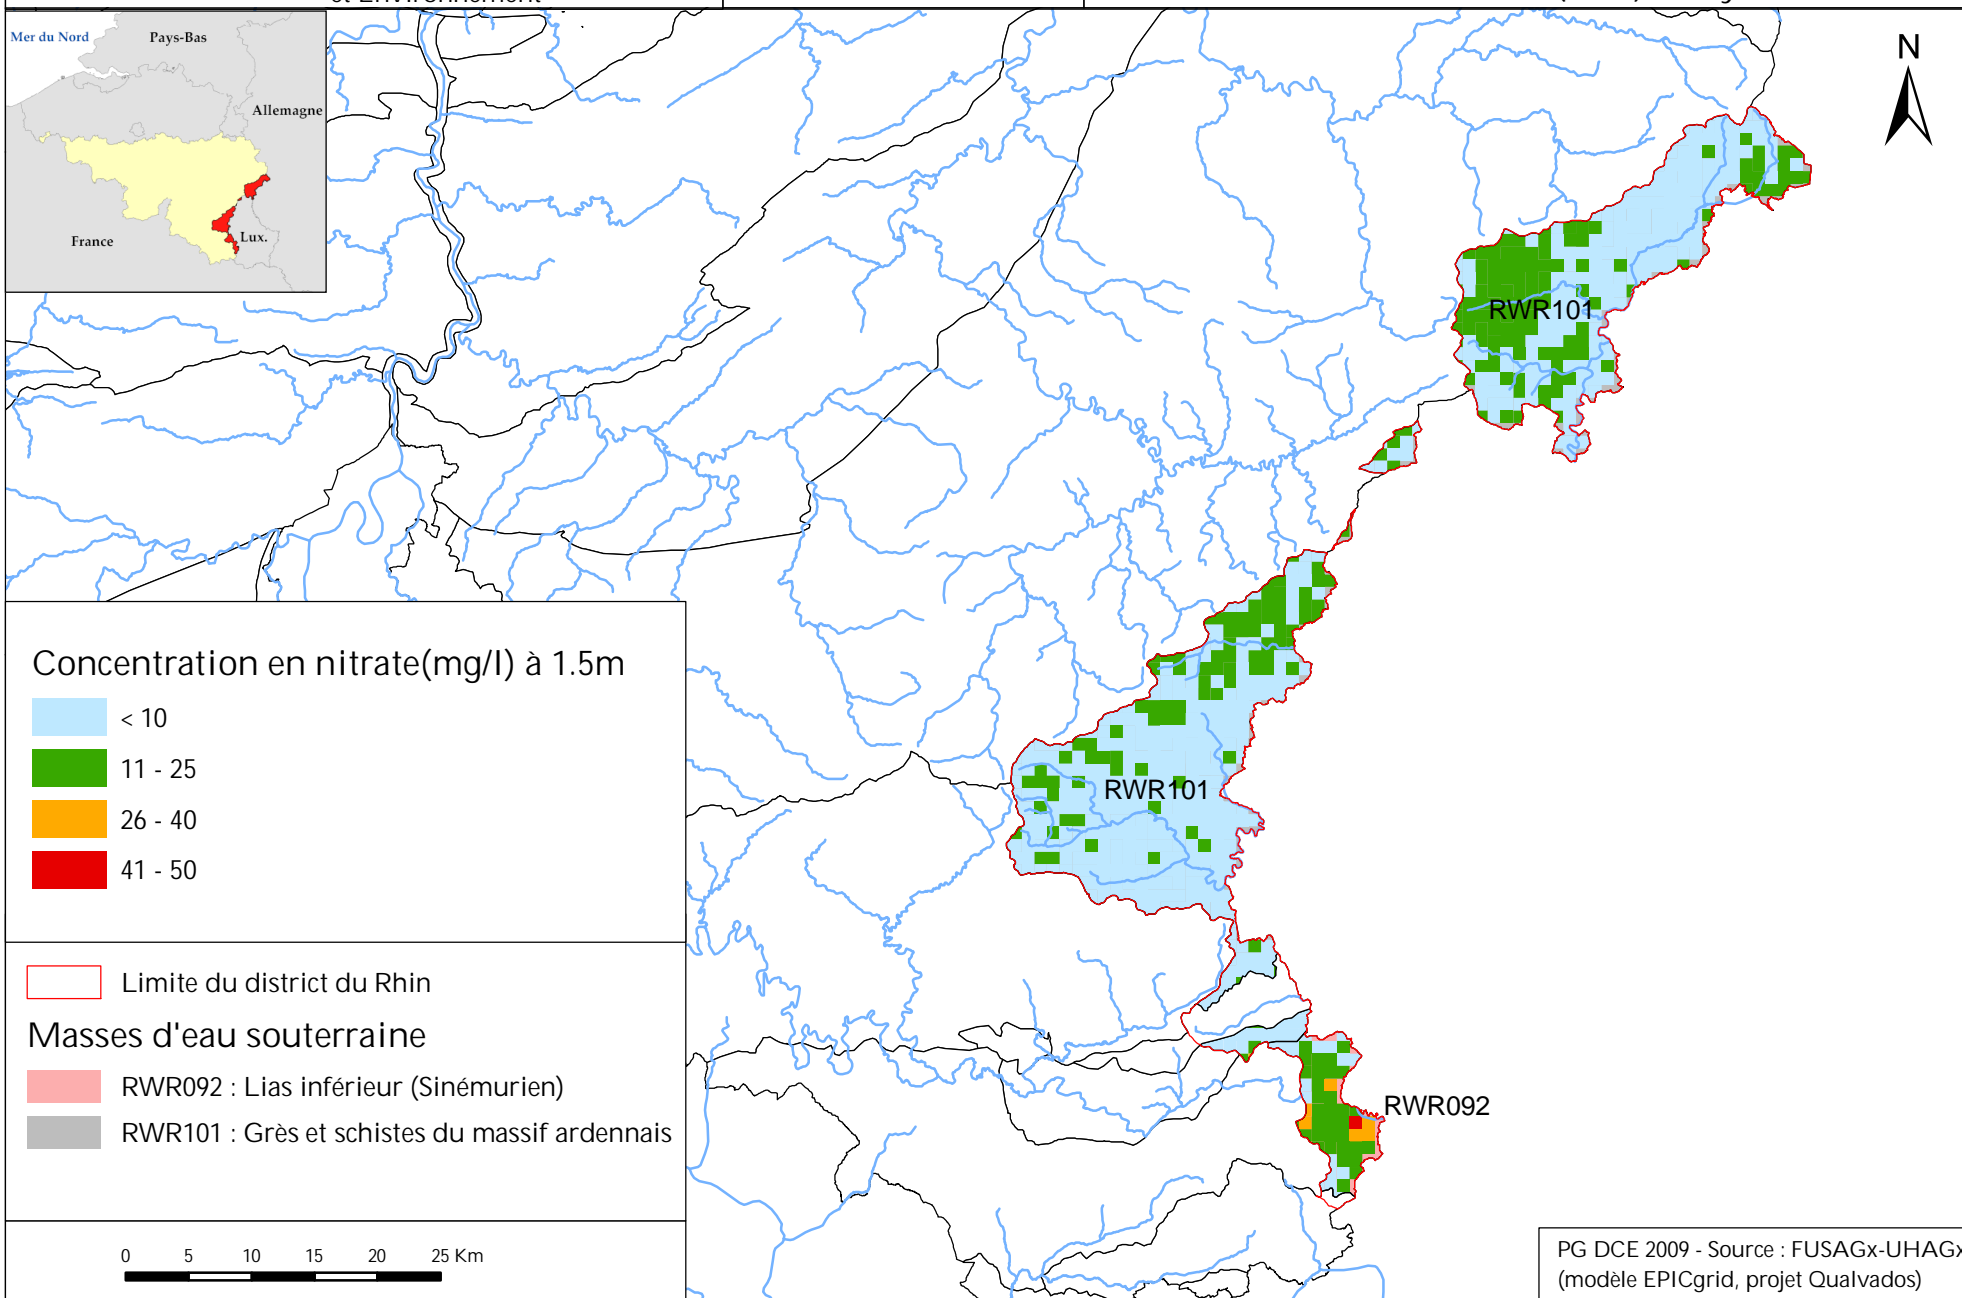 et Environnement
Mer du Nord
Pays-Bas
Allemagne
France
Lux.
N
RWR101
RWR101
RWR092
Concentration en nitrate(mg/l) à 1.5m
< 10
11 - 25
26 - 40
41 - 50
Limite du district du Rhin
Masses d'eau souterraine
RWR092 : Lias inférieur (Sinémurien)
RWR101 : Grès et schistes du massif ardennais
0 5 10 15 20 25 Km
PG DCE 2009 - Source : FUSAGx-UHAGx
(modèle EPICgrid, projet Qualvados)